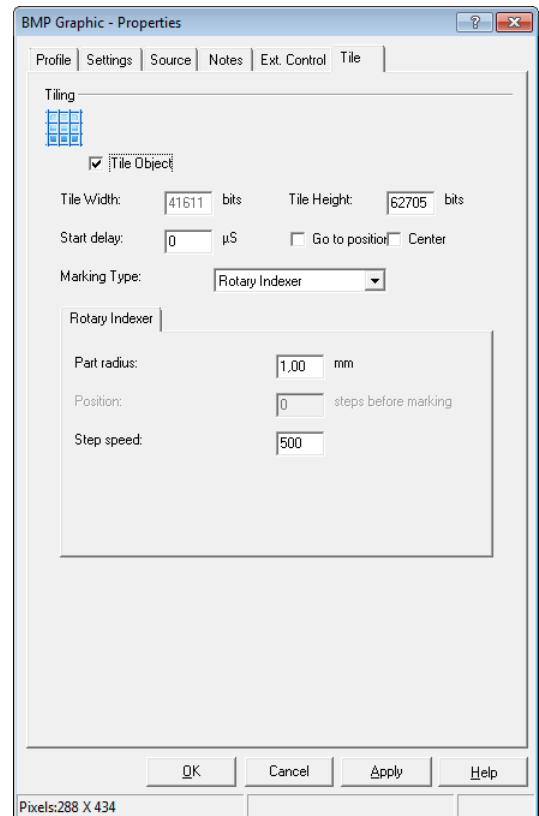 BMP Graphic - Properties
Profile Settings Source Notes Ext. Control Tile
Tiling
Tile Object
Tile Width: 41611 bits Tile Height: 62705 bits
Start delay: 0 µS Go to position Center
Marking Type: Rotary Indexer
Rotary Indexer
Part radius: 1,00 mm
Position: 0 steps before marking
Step speed: 500
OK Cancel Apply Help
Pixels:288 X 434